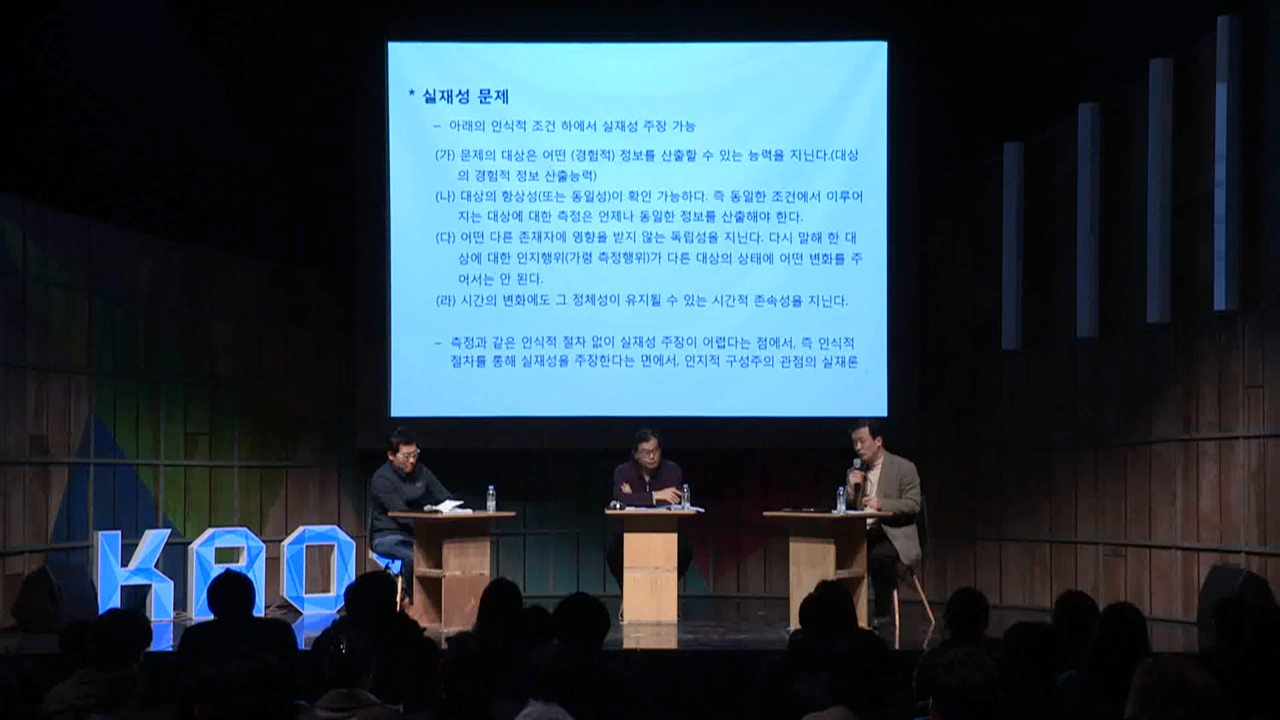 * 실재성 문제
– 아래의 인식적 조건 하에서 실재성 주장 가능
(가) 문제의 대상은 어떤 (경험적) 정보를 산출할 수 있는 능력을 지닌다.(대상
의 경험적 정보 산출능력)
(나) 대상의 항상성(또는 동일성)이 확인 가능하다. 즉 동일한 조건에서 이루어
지는 대상에 대한 측정은 언제나 동일한 정보를 산출해야 한다.
(다) 어떤 다른 존재자에 영향을 받지 않는 독립성을 지닌다. 다시 말해 한 대
상에 대한 인지행위(가령 측정행위)가 다른 대상의 상태에 어떤 변화를 주
어서는 안 된다.
(라) 시간의 변화에도 그 정체성이 유지될 수 있는 시간적 존속성을 지닌다.
– 측정과 같은 인식적 절차 없이 실재성 주장이 어렵다는 점에서, 즉 인식적
절차를 통해 실재성을 주장한다는 면에서, 인지적 구성주의 관점의 실재론
KAO